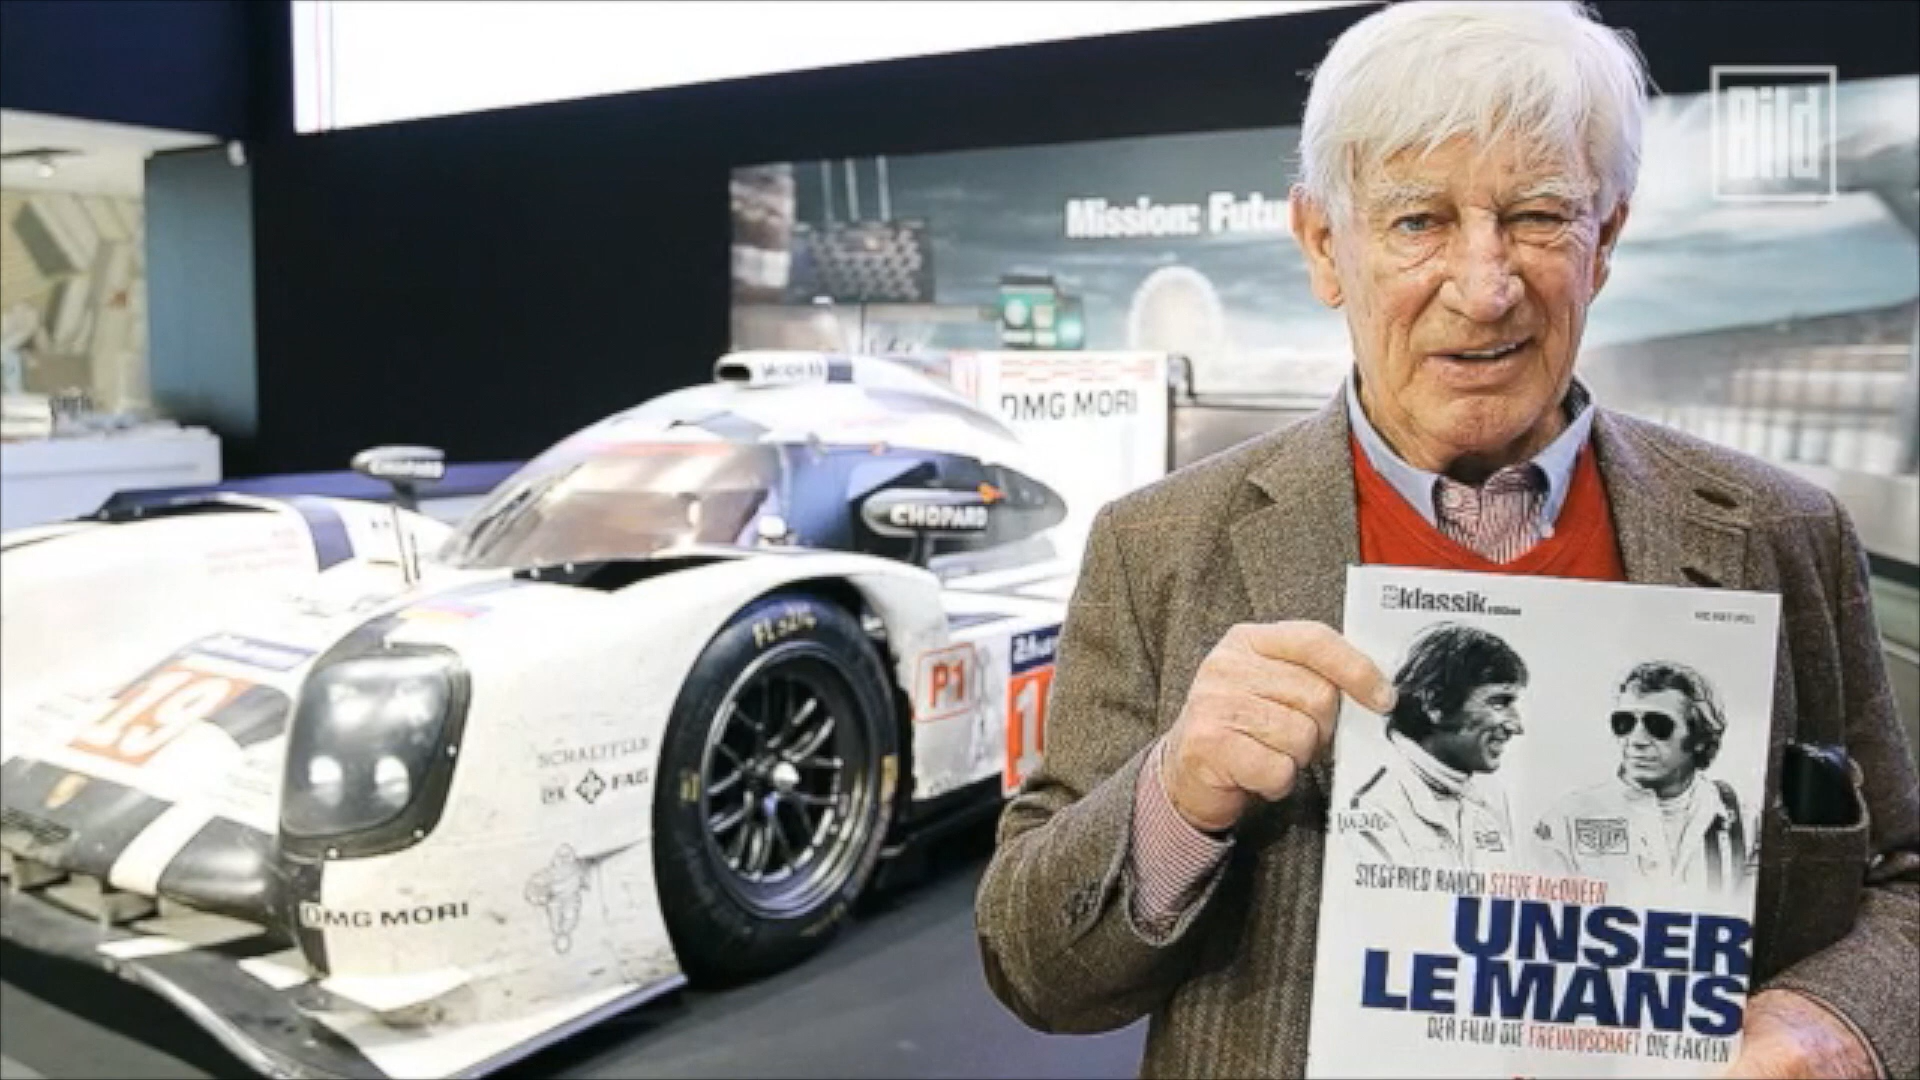 Bild
Mission: Futu
PORSCHE
DMG MORI
CHOPARD
CHOPARD
FAG
P1
19
DMG MORI
klassik
SIEGFRIED RAUCH STEVE McQUEEN
UNSER
LE MANS
DER FILM DIE FREUNDSCHAFT DIE FAKTEN